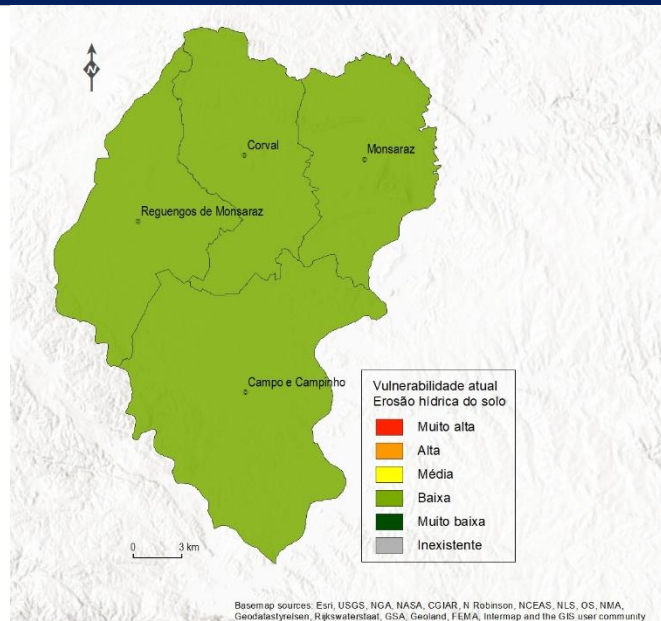 N
Corval
Monsaraz
Reguengos de Monsaraz
Campo e Campinho
Vulnerabilidade atual
Erosão hídrica do solo
Muito alta
Alta
Média
Baixa
Muito baixa
Inexistente
0 3 km
Basemap sources: Esri, USGS, NGA, NASA, CGIAR, N Robinson, NCEAS, NLS, OS, NMA,
Geodatastyrelsen, Rijkswaterstaat, GSA, Geoland, FEMA, Intermap and the GIS user community